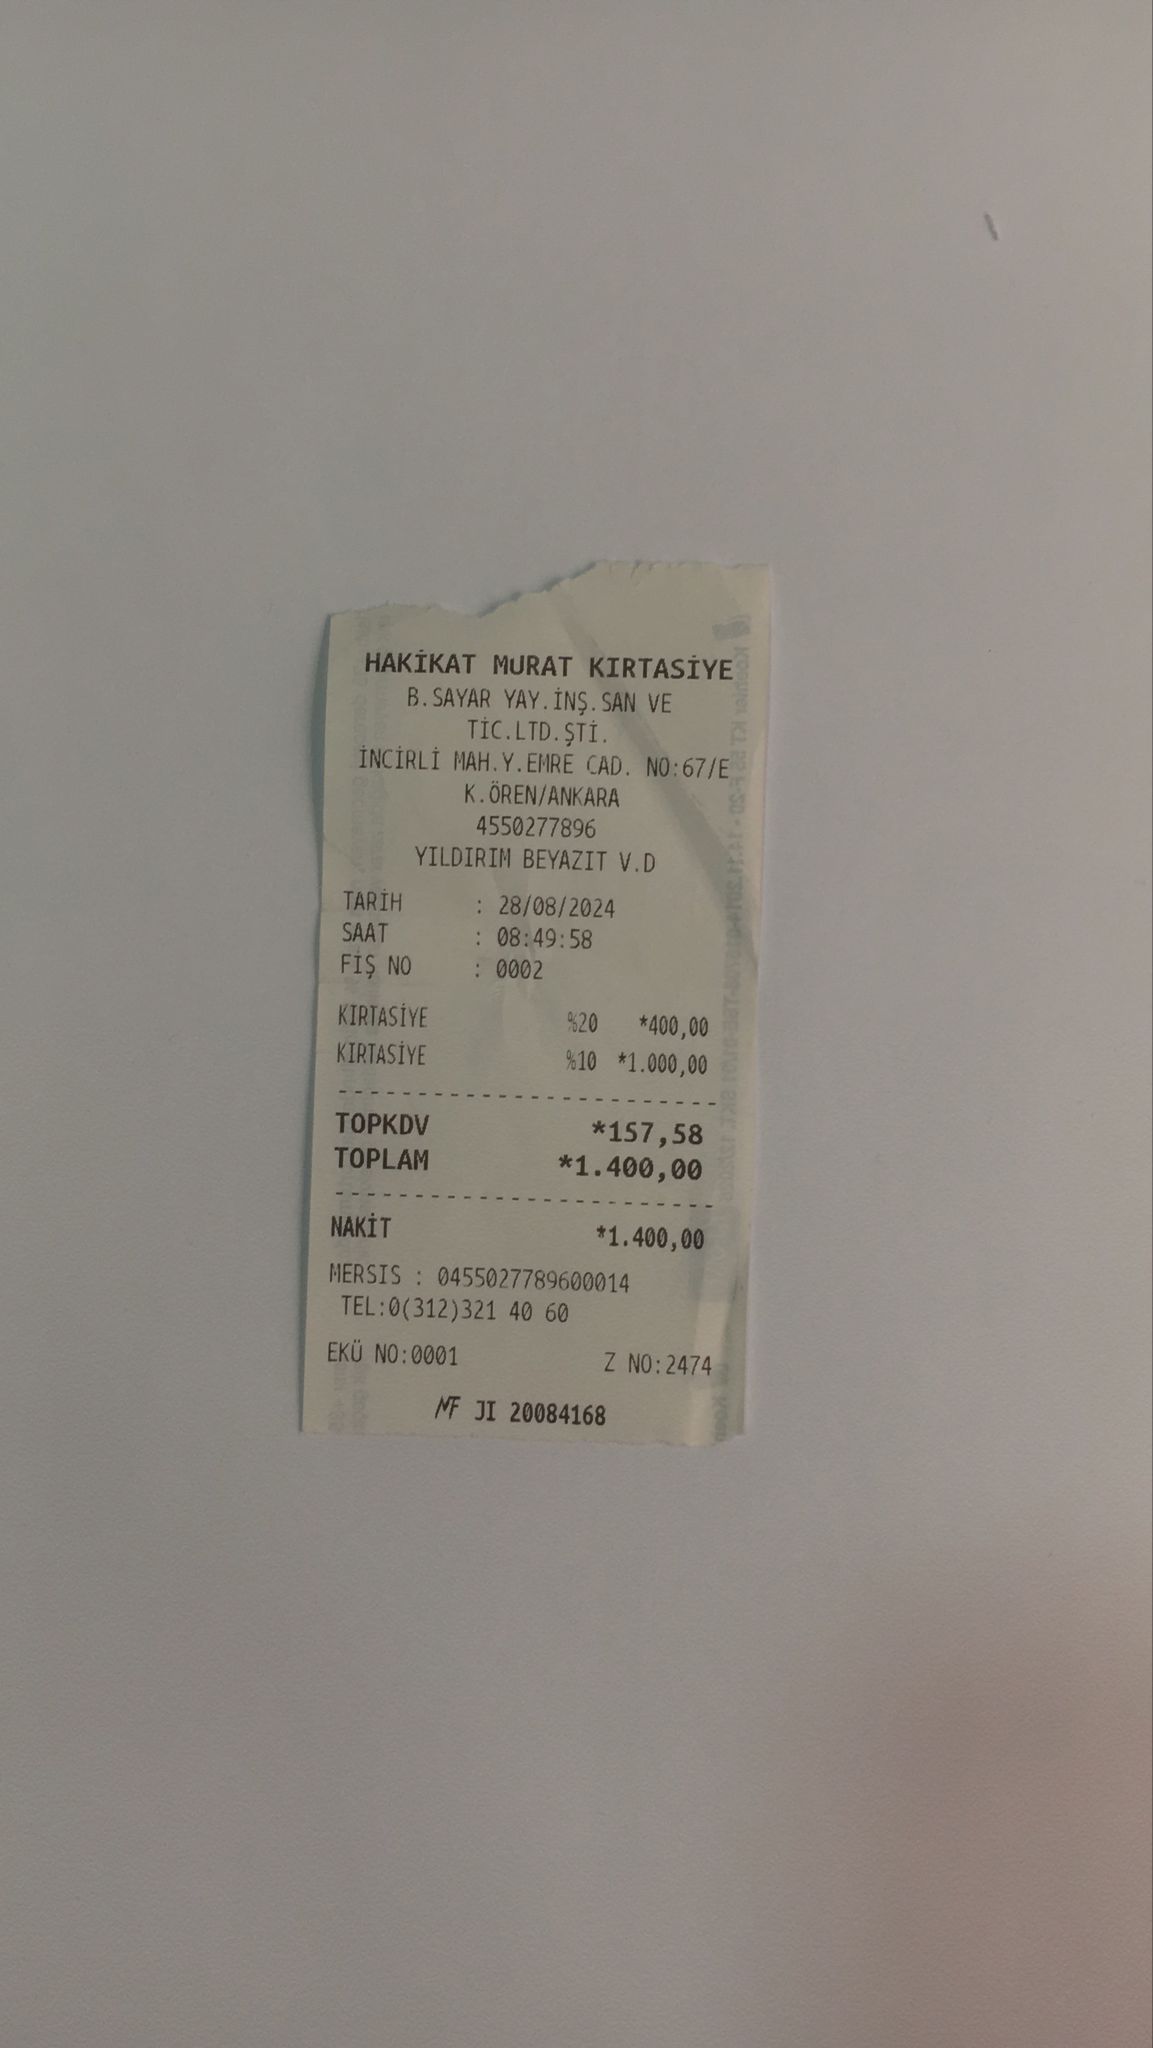 HAKİKAT MURAT KIRTASİYE
B.SAYAR YAY.İNŞ.SAN VE
TİC.LTD.ŞTİ.
İNCİRLİ MAH.Y.EMRE CAD. NO:67/E
K.ÖREN/ANKARA
4550277896
YILDIRIM BEYAZIT V.D
TARİH : 28/08/2024
SAAT : 08:49:58
FİŞ NO : 0002
KIRTASİYE %20 *400,00
KIRTASİYE %10 *1.000,00
TOPKDV *157,58
TOPLAM *1.400,00
NAKİT *1.400,00
MERSIS : 0455027789600014
TEL:0(312)321 40 60
EKÜ NO:0001 Z NO:2474
MF JI 20084168